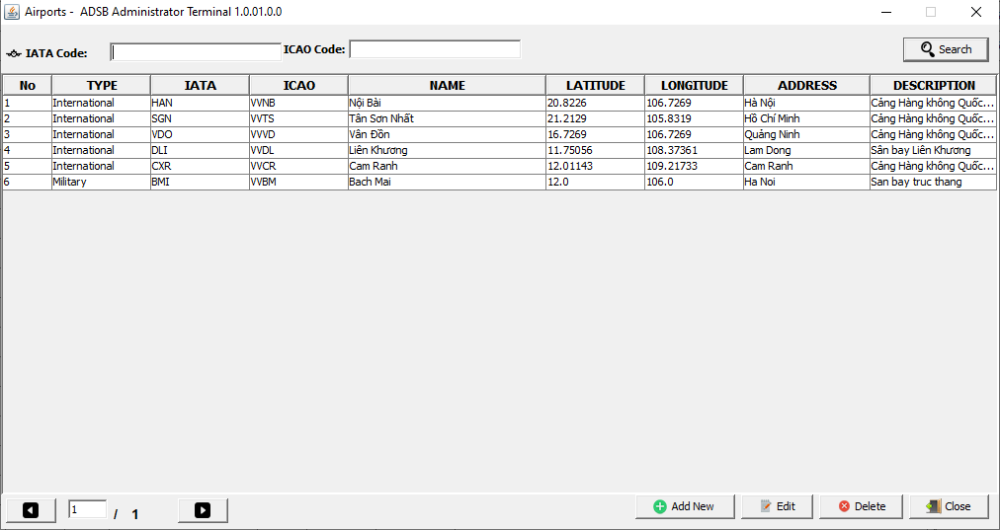 Airports - ADSB Administrator Terminal 1.0.01.0.0
IATA Code: ICAO Code: Search
No TYPE IATA ICAO NAME LATITUDE LONGITUDE ADDRESS DESCRIPTION
1 International HAN VVNB Nội Bài 20.8226 106.7269 Hà Nội Cảng Hàng không Quốc...
2 International SGN VVTS Tân Sơn Nhất 21.2129 105.8319 Hồ Chí Minh Cảng Hàng không Quốc...
3 International VDO VVVD Vân Đồn 16.7269 106.7269 Quảng Ninh Cảng Hàng không Quốc...
4 International DLI VVDL Liên Khương 11.75056 108.37361 Lam Dong Sân bay Liên Khương
5 International CXR VVCR Cam Ranh 12.01143 109.21733 Cam Ranh Cảng Hàng không Quốc...
6 Military BMI VVBM Bach Mai 12.0 106.0 Ha Noi San bay truc thang
1 / 1 Add New Edit Delete Close